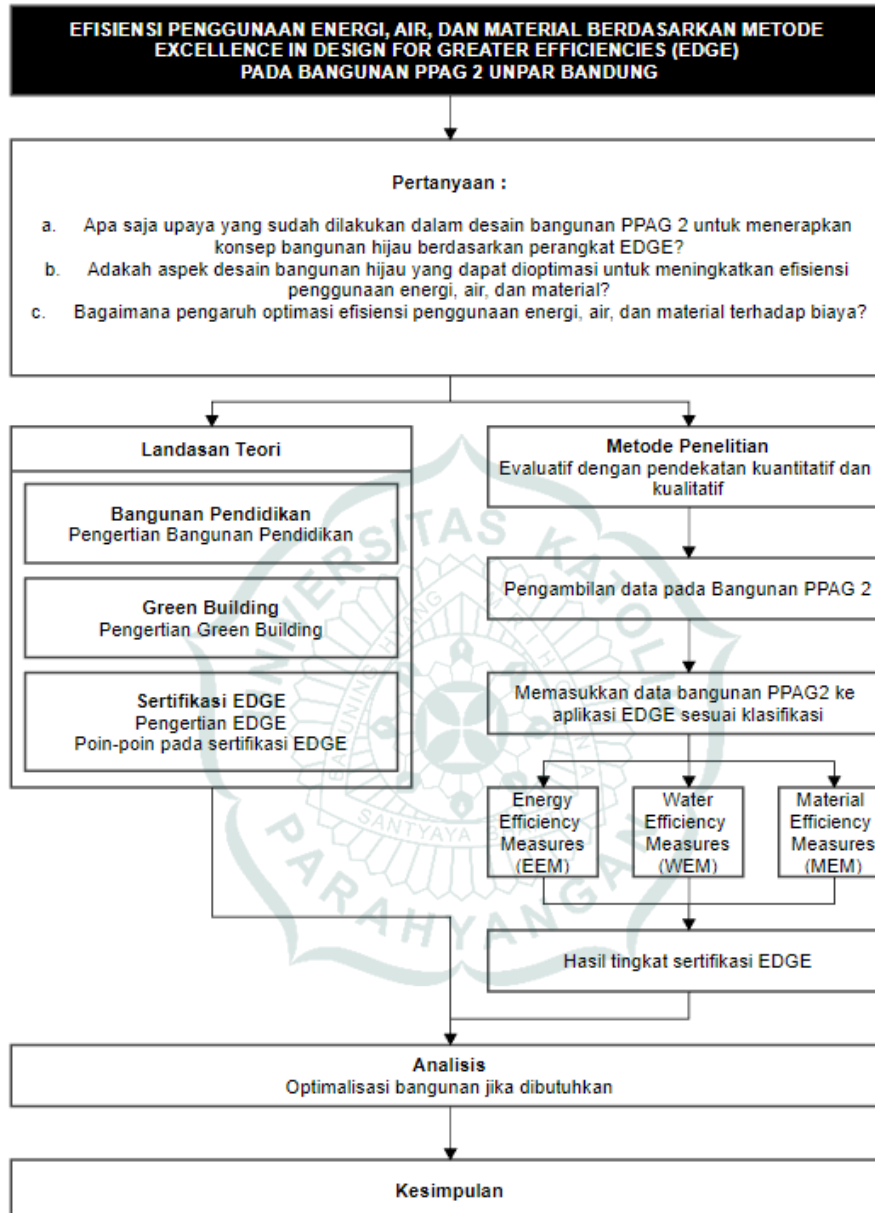 EFISIENSI PENGGUNAAN ENERGI, AIR, DAN MATERIAL BERDASARKAN METODE
EXCELLENCE IN DESIGN FOR GREATER EFFICIENCIES (EDGE)
PADA BANGUNAN PPAG 2 UNPAR BANDUNG
Pertanyaan :
a. Apa saja upaya yang sudah dilakukan dalam desain bangunan PPAG 2 untuk menerapkan
konsep bangunan hijau berdasarkan perangkat EDGE?
b. Adakah aspek desain bangunan hijau yang dapat dioptimasi untuk meningkatkan efisiensi
penggunaan energi, air, dan material?
c. Bagaimana pengaruh optimasi efisiensi penggunaan energi, air, dan material terhadap biaya?
Landasan Teori
Bangunan Pendidikan
Pengertian Bangunan Pendidikan
Green Building
Pengertian Green Building
Sertifikasi EDGE
Pengertian EDGE
Poin-poin pada sertifikasi EDGE
Metode Penelitian
Evaluatif dengan pendekatan kuantitatif dan
kualitatif
Pengambilan data pada Bangunan PPAG 2
Memasukkan data bangunan PPAG2 ke
aplikasi EDGE sesuai klasifikasi
Energy
Efficiency
Measures
(EEM)
Water
Efficiency
Measures
(WEM)
Material
Efficiency
Measures
(MEM)
Hasil tingkat sertifikasi EDGE
Analisis
Optimalisasi bangunan jika dibutuhkan
Kesimpulan
UNIVERSITAS KATOLIK
PARAHYANGAN
SANTYAYA